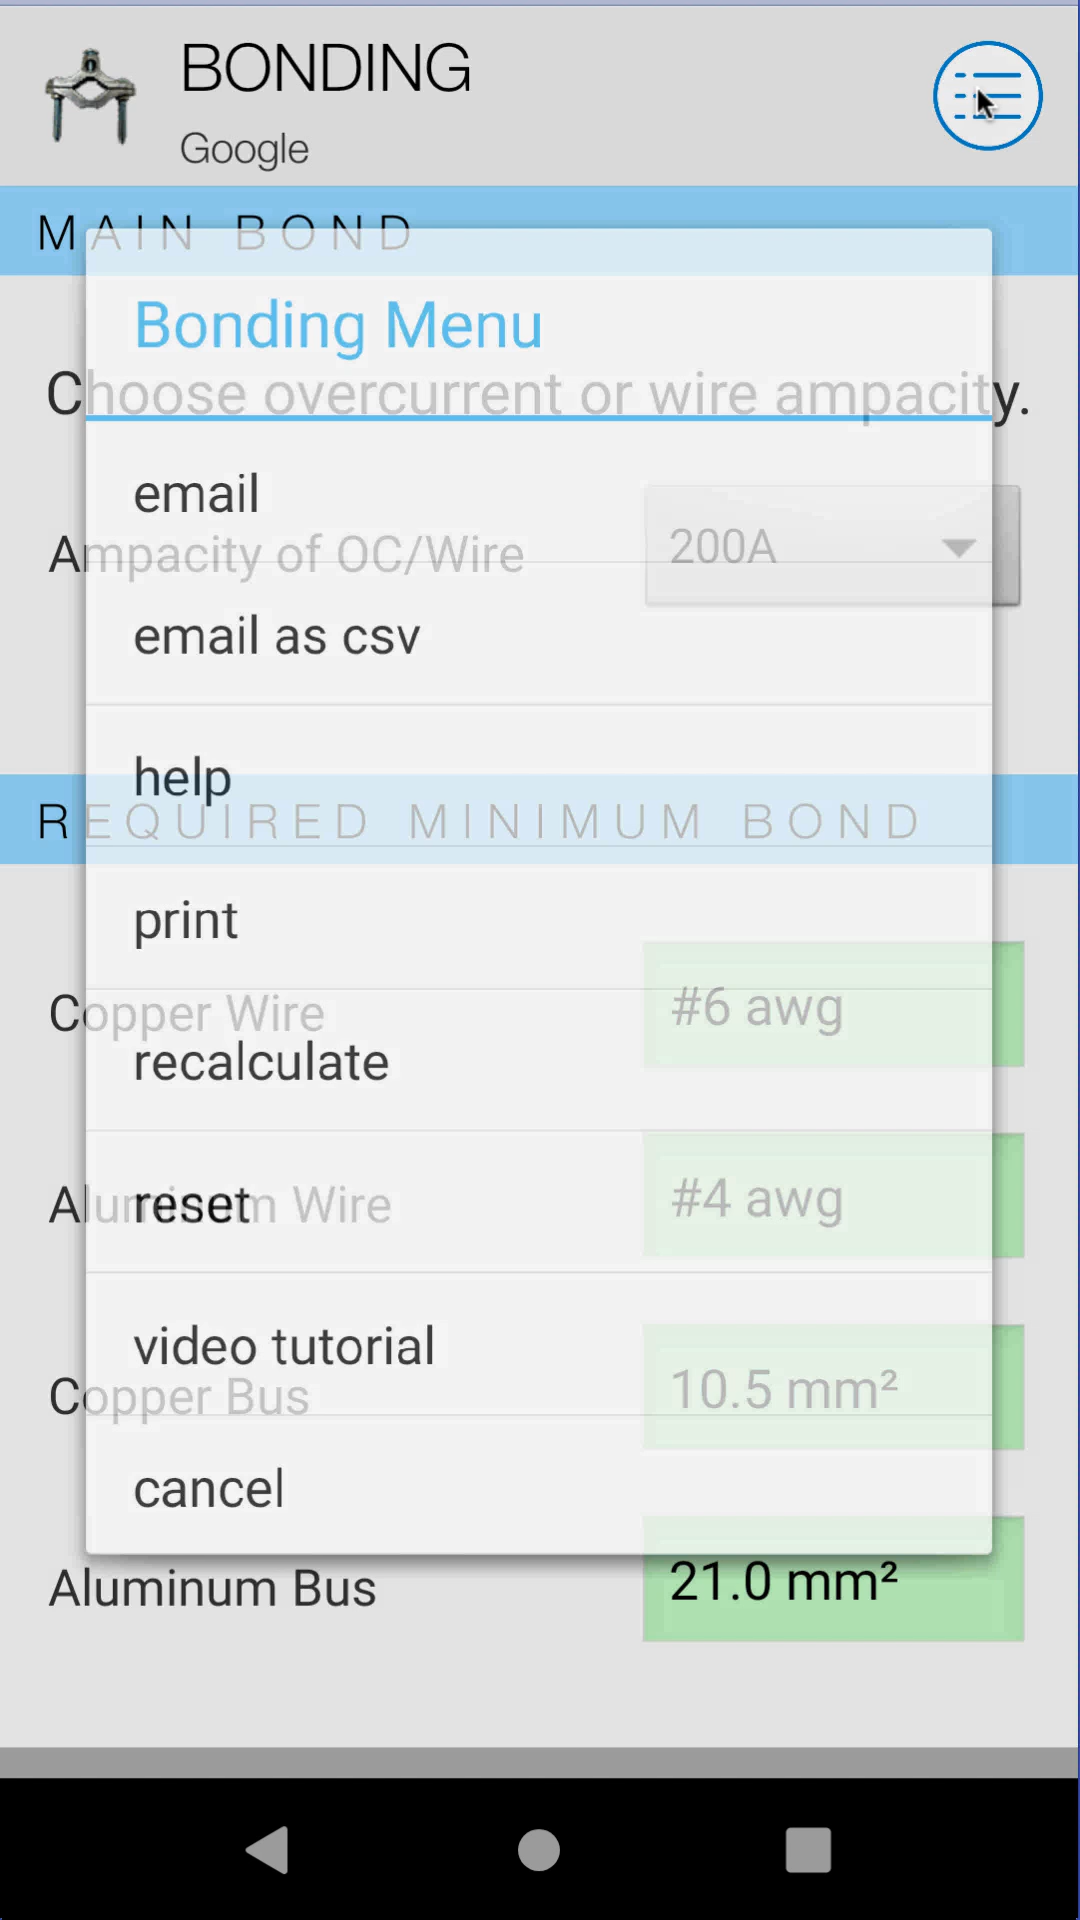 BONDING
Google
MAIN BOND
Bonding Menu
Choose overcurrent or wire ampacity.
email
200A
Ampacity of OC/Wire
email as csv
help
REQUIRED MINIMUM BOND
print
#6 awg
Copper Wire
recalculate
#4 awg
Aluminum Wire
reset
video tutorial
10.5 mm²
Copper Bus
cancel
21.0 mm²
Aluminum Bus